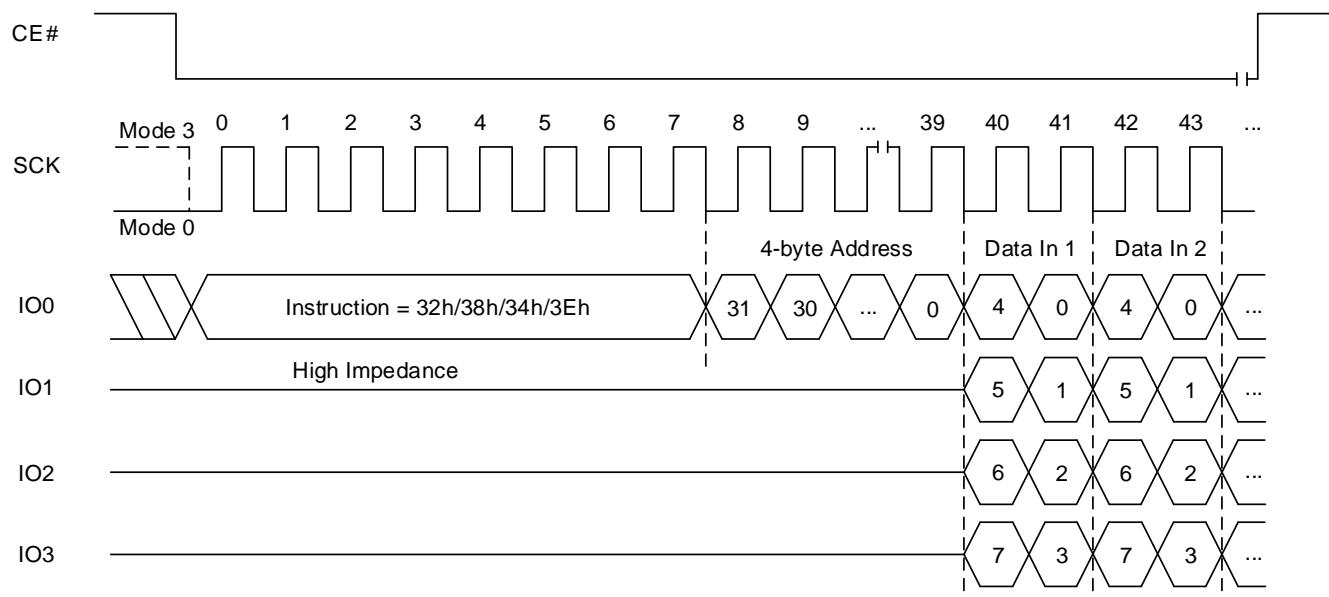 CE#
0 1 2 3 4 5 6 7 8 9 ... 39 40 41 42 43 ...
Mode 3
SCK
Mode 0
4-byte Address Data In 1 Data In 2
IO0 Instruction = 32h/38h/34h/3Eh 31 30 ... 0 4 0 4 0 ...
High Impedance
IO1 5 1 5 1 ...
IO2 6 2 6 2 ...
IO3 7 3 7 3 ...